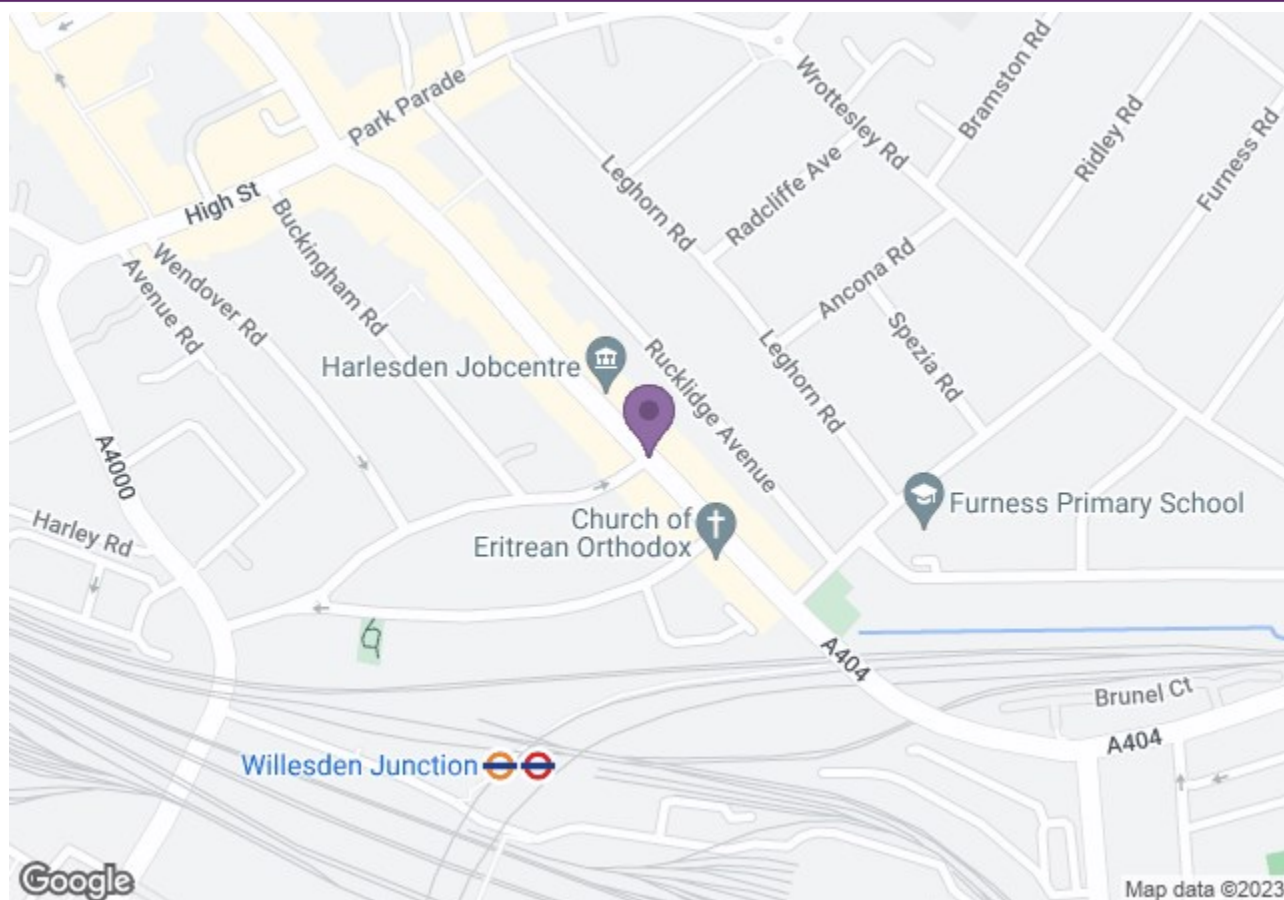 Bramston Rd
Wrottesley Rd
Park Parade
Ridley Rd
Furness Rd
Leghorn Rd
Radcliffe Ave
High St
Buckingham Rd
Wendover Rd
Avenue Rd
Ancona Rd
Spezia Rd
Harlesden Jobcentre
Rucklidge Avenue
Leghorn Rd
A4000
Furness Primary School
Church of
Eritrean Orthodox
Harley Rd
A404
Brunel Ct
A404
Willesden Junction
Google
Map data ©2023